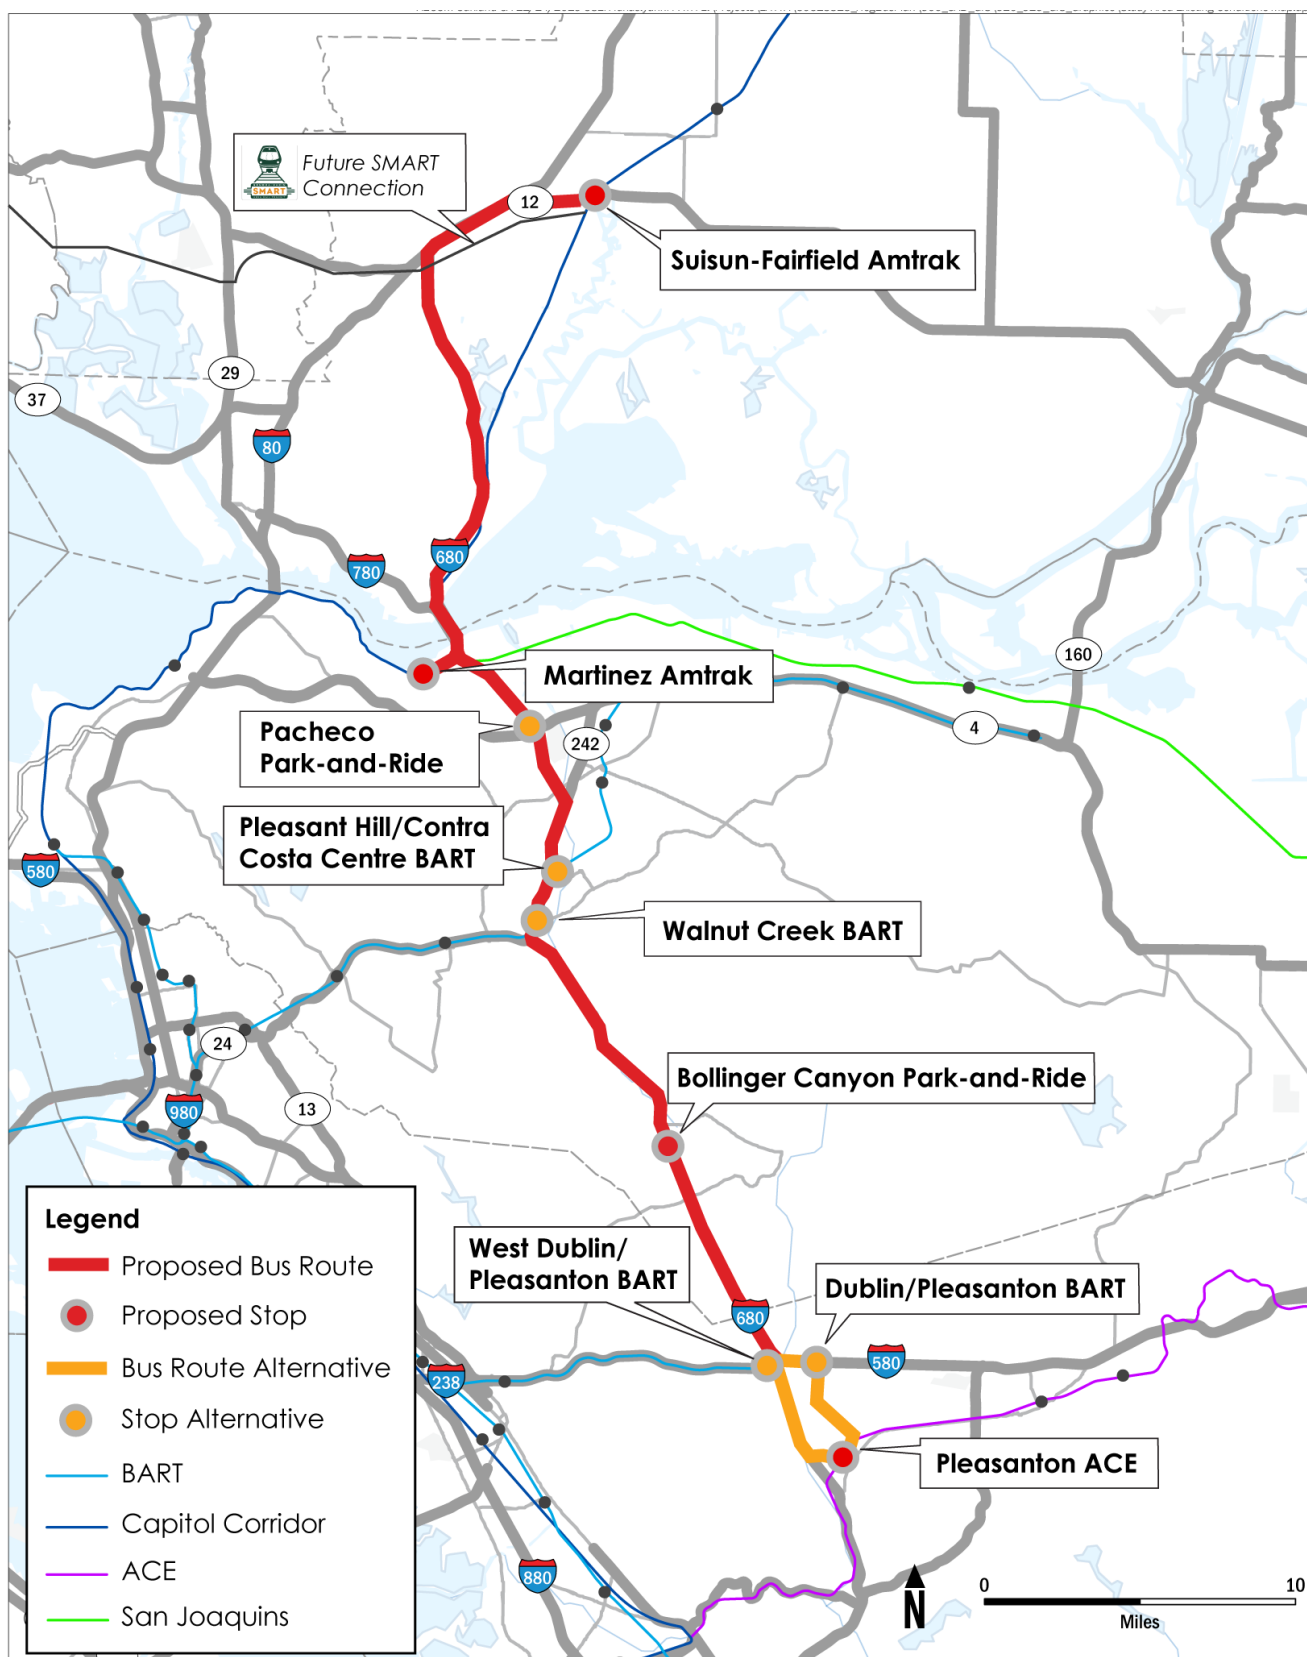 Future SMART
Connection
SMART
12
Suisun-Fairfield Amtrak
29
37
80
680
780
160
Martinez Amtrak
Pacheco
Park-and-Ride
242
4
Pleasant Hill/Contra
Costa Centre BART
580
Walnut Creek BART
24
Bollinger Canyon Park-and-Ride
980
13
Legend
Proposed Bus Route
Proposed Stop
Bus Route Alternative
Stop Alternative
BART
Capitol Corridor
ACE
San Joaquins
West Dublin/
Pleasanton BART
Dublin/Pleasanton BART
680
580
238
Pleasanton ACE
880
N
0 10
Miles